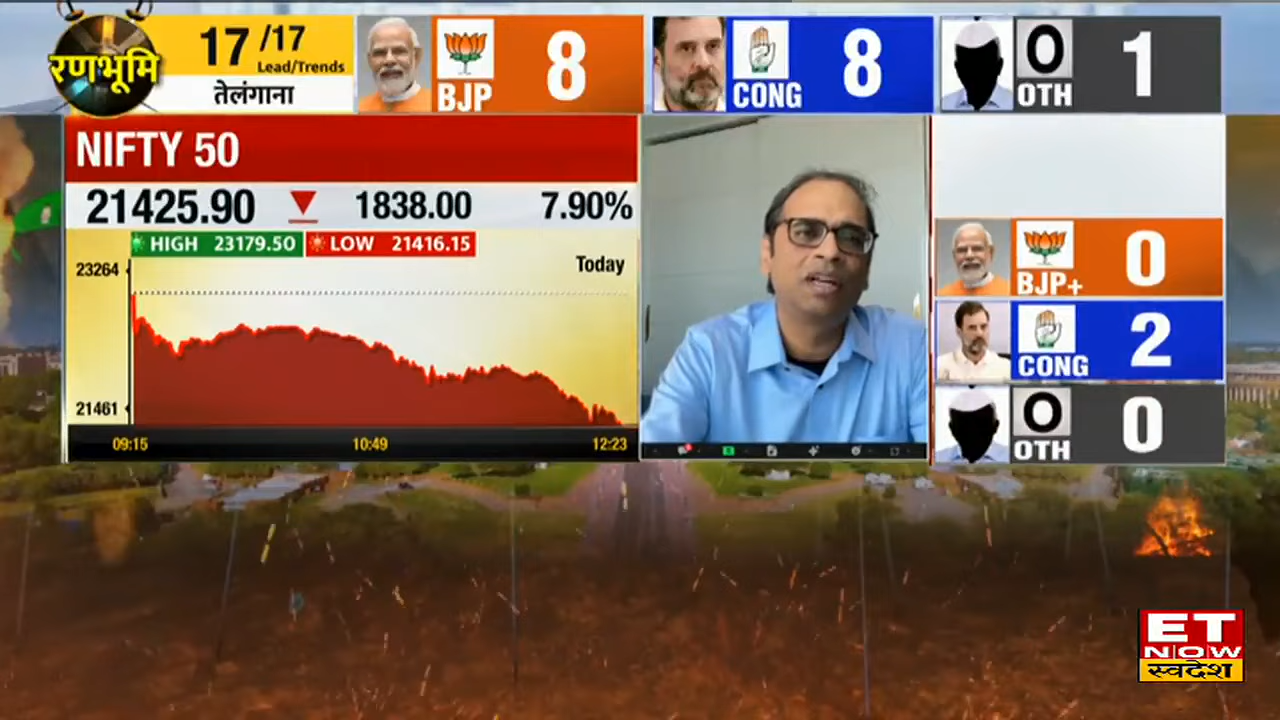 रणभूमि
17/17
Lead/Trends
तेलंगाना
BJP
8
CONG
8
O
OTH
1
NIFTY 50
21425.90
1838.00
7.90%
HIGH 23179.50
LOW 21416.15
Today
23264
21461
09:15
10:49
12:23
BJP+
0
CONG
2
O
OTH
0
ET
NOW
स्वदेश